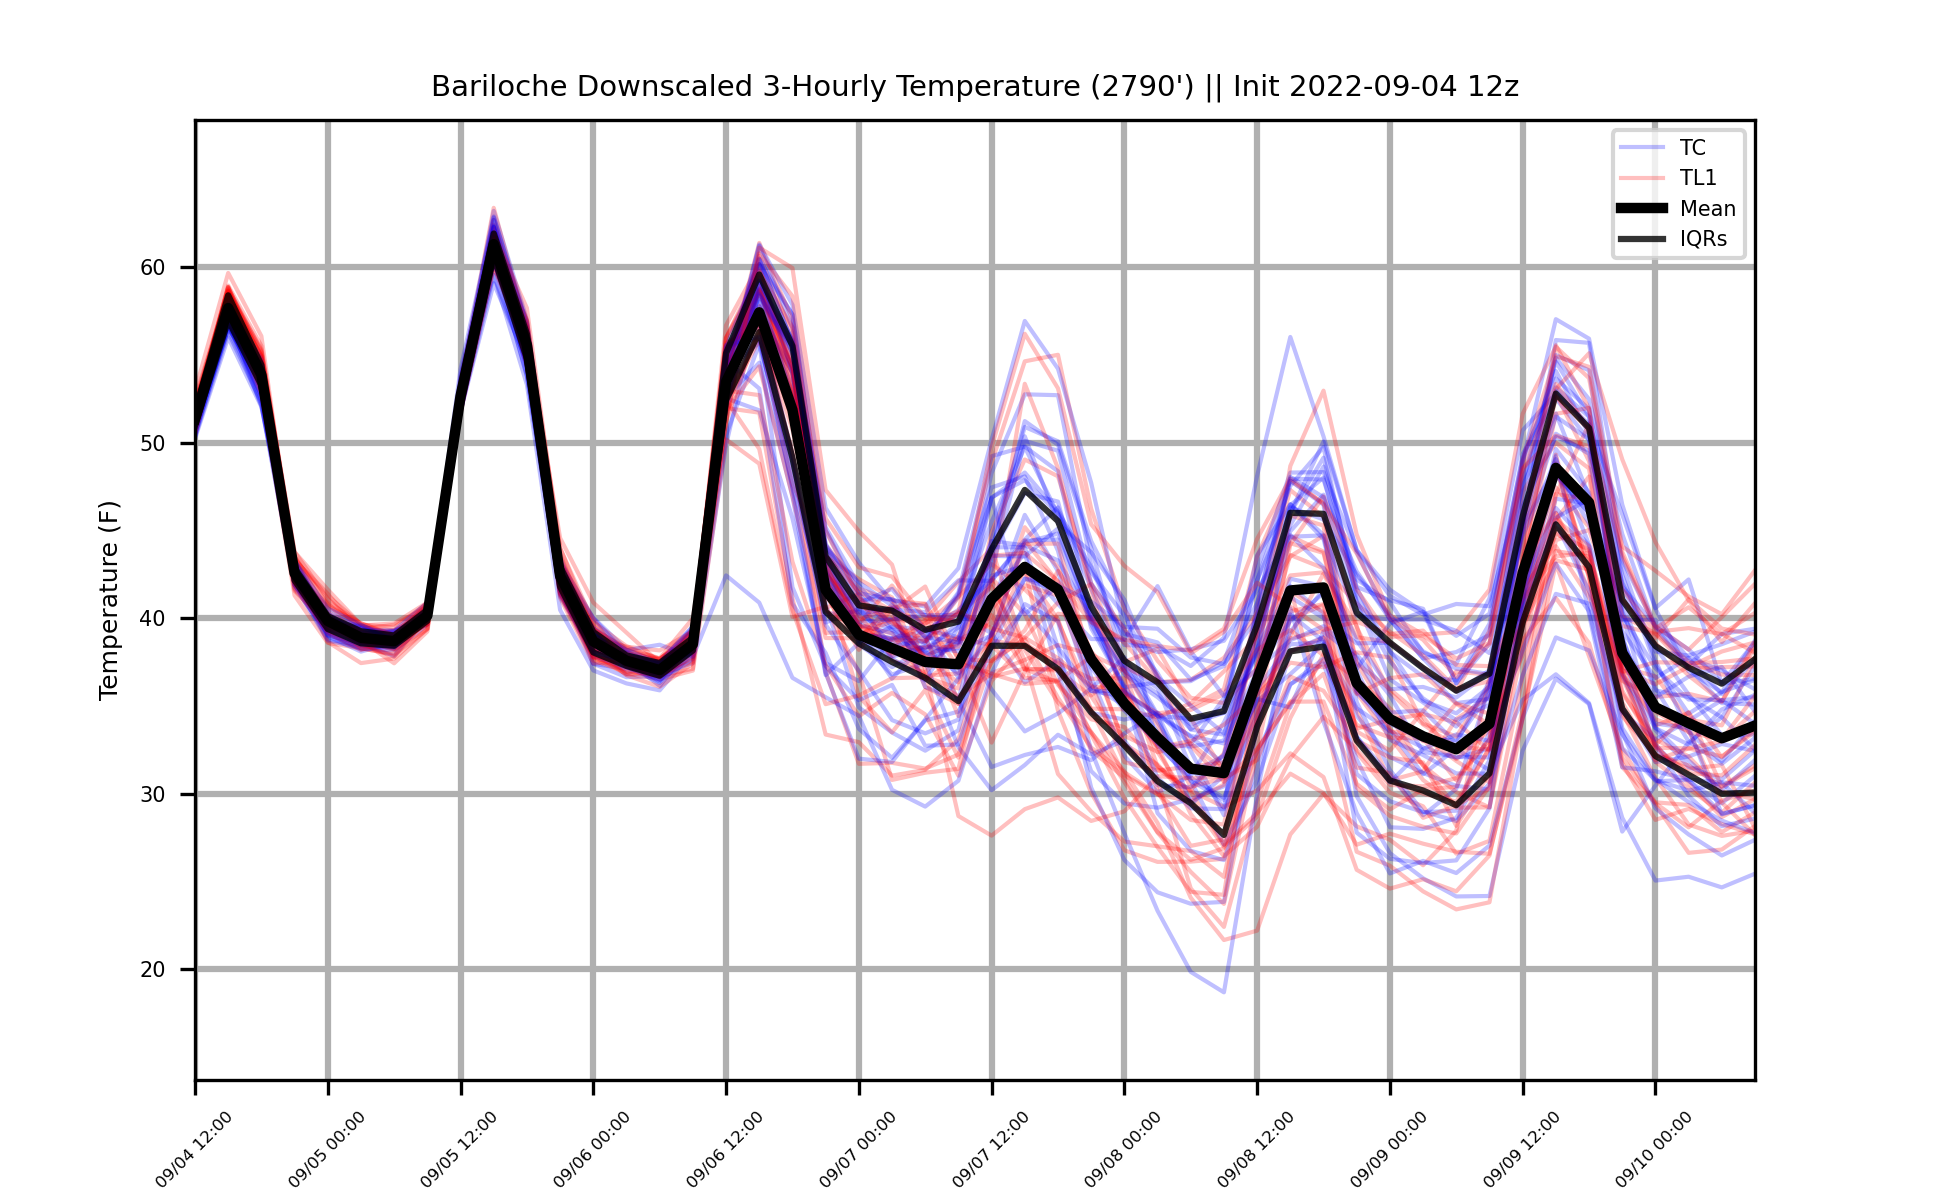 Bariloche Downscaled 3-Hourly Temperature (2790') || Init 2022-09-04 12z
TC
TL1
Mean
IQRs
Temperature (F)
60
50
40
30
20
09/04 12:00
09/05 00:00
09/05 12:00
09/06 00:00
09/06 12:00
09/07 00:00
09/07 12:00
09/08 00:00
09/08 12:00
09/09 00:00
09/09 12:00
09/10 00:00